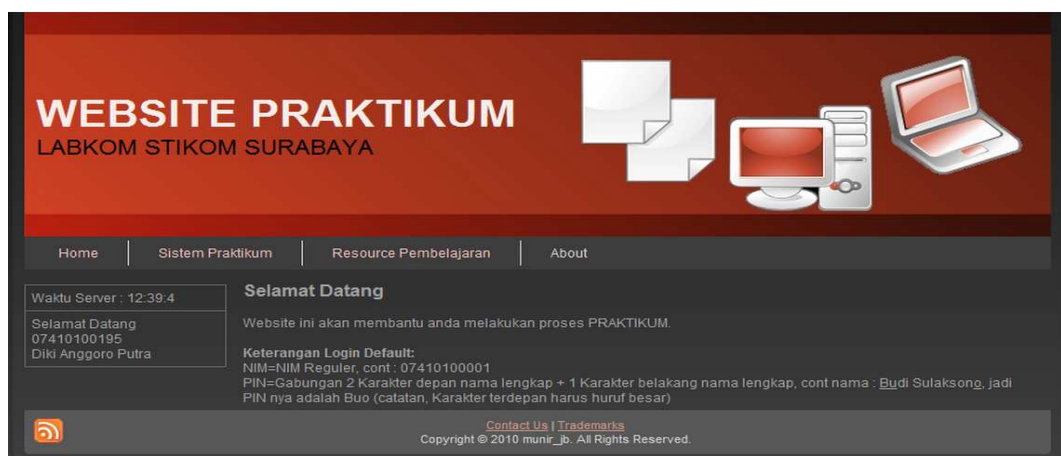 WEBSITE PRAKTIKUM
LABKOM STIKOM SURABAYA
Home
Sistem Praktikum
Resource Pembelajaran
About
Waktu Server : 12:39:4
Selamat Datang
07410100195
Diki Anggoro Putra
Selamat Datang
Website ini akan membantu anda melakukan proses PRAKTIKUM.
Keterangan Login Default:
NIM=NIM Reguler, cont : 07410100001
PIN=Gabungan 2 Karakter depan nama lengkap + 1 Karakter belakang nama lengkap, cont nama : Budi Sulaksono, jadi
PIN nya adalah Buo (catatan, Karakter terdepan harus huruf besar)
Contact Us | Trademarks
Copyright © 2010 munir_jb. All Rights Reserved.